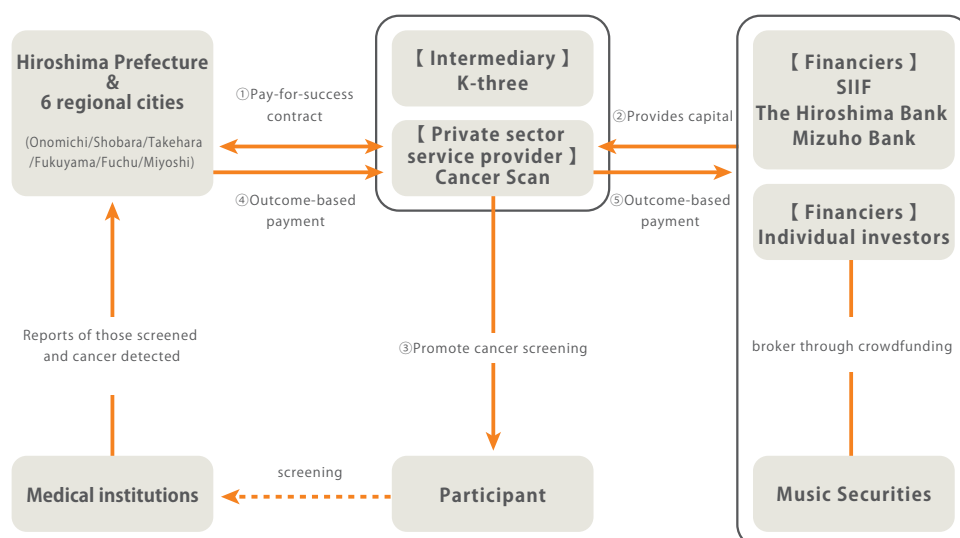 Hiroshima Prefecture
&
6 regional cities
(Onomichi/Shobara/Takehara
/Fukuyama/Fuchu/Miyoshi)
①Pay-for-success
contract
④Outcome-based
payment
【 Intermediary 】
K-three
【 Private sector
service provider 】
Cancer Scan
②Provides capital
⑤Outcome-based
payment
【 Financiers 】
SIIF
The Hiroshima Bank
Mizuho Bank
【 Financiers 】
Individual investors
Reports of those screened
and cancer detected
③Promote cancer screening
broker through crowdfunding
Medical institutions
screening
Participant
Music Securities